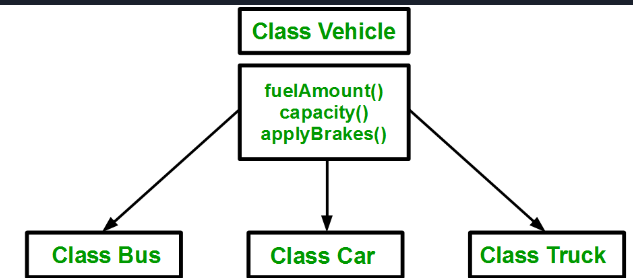 Class Vehicle
fuelAmount()
capacity()
applyBrakes()
Class Bus
Class Car
Class Truck